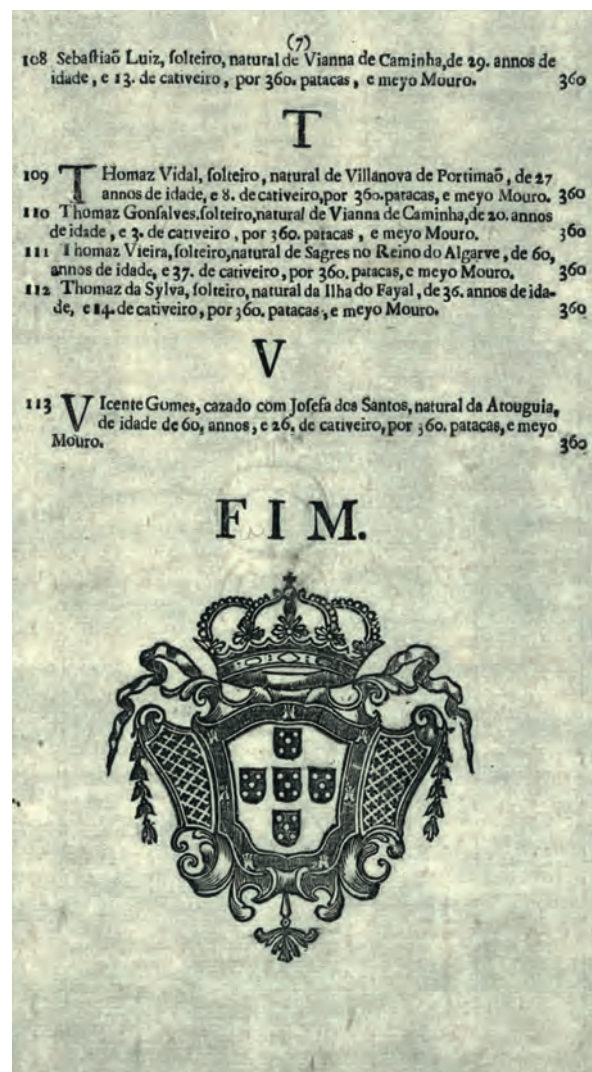 (7)
108 Sebaſtiaõ Luiz, ſolteiro, natural de Vianna de Caminha,de 29. annos de
idade, e 13. de cativeiro, por 360. patacas, e meyo Mouro. 360
T
109 THomaz Vidal, ſolteiro, natural de Villanova de Portimaõ, de 27
annos de idade, e 8. de cativeiro,por 360.patacas, e meyo Mouro. 360
110 Thomaz Gonſalves.ſolteiro,natural de Vianna de Caminha,de 20. annos
de idade, e 3. de cativeiro, por 360. patacas, e meyo Mouro. 360
111 Thomaz Vieira,ſolteiro,natural de Sagres no Reino do Algarve, de 60,
annos de idade, e 37. de cativeiro, por 360. patacas, e meyo Mouro. 360
112 Thomaz da Sylva, ſolteiro, natural da Ilha do Fayal, de 36. annos de ida-
de, e 14. de cativeiro, por 360. patacas, e meyo Mouro. 360
V
113 VIcente Gomes, cazado com Joſefa dos Santos, natural da Atouguia,
de idade de 60, annos, e 26, de cativeiro, por 360. patacas, e meyo
Mouro. 360
FIM.